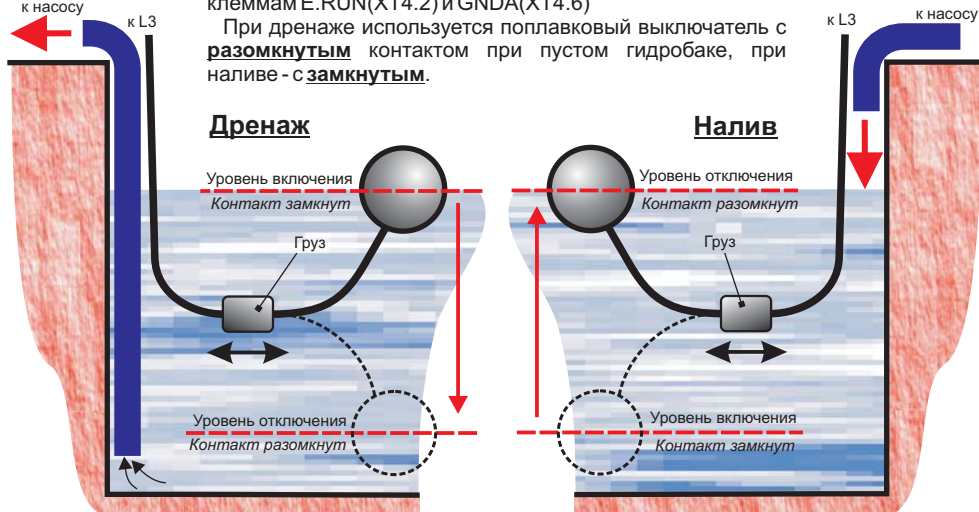 клеммам E.RUN(XT4.2) и GNDA(XT4.6)
При дренаже используется поплавковый выключатель с
разомкнутым контактом при пустом гидробаке, при
наливе - с замкнутым.
к насосу
к L3
к L3
к насосу
Дренаж
Налив
Уровень включения
Контакт замкнут
Уровень отключения
Контакт разомкнут
Груз
Груз
Уровень отключения
Контакт разомкнут
Уровень включения
Контакт замкнут